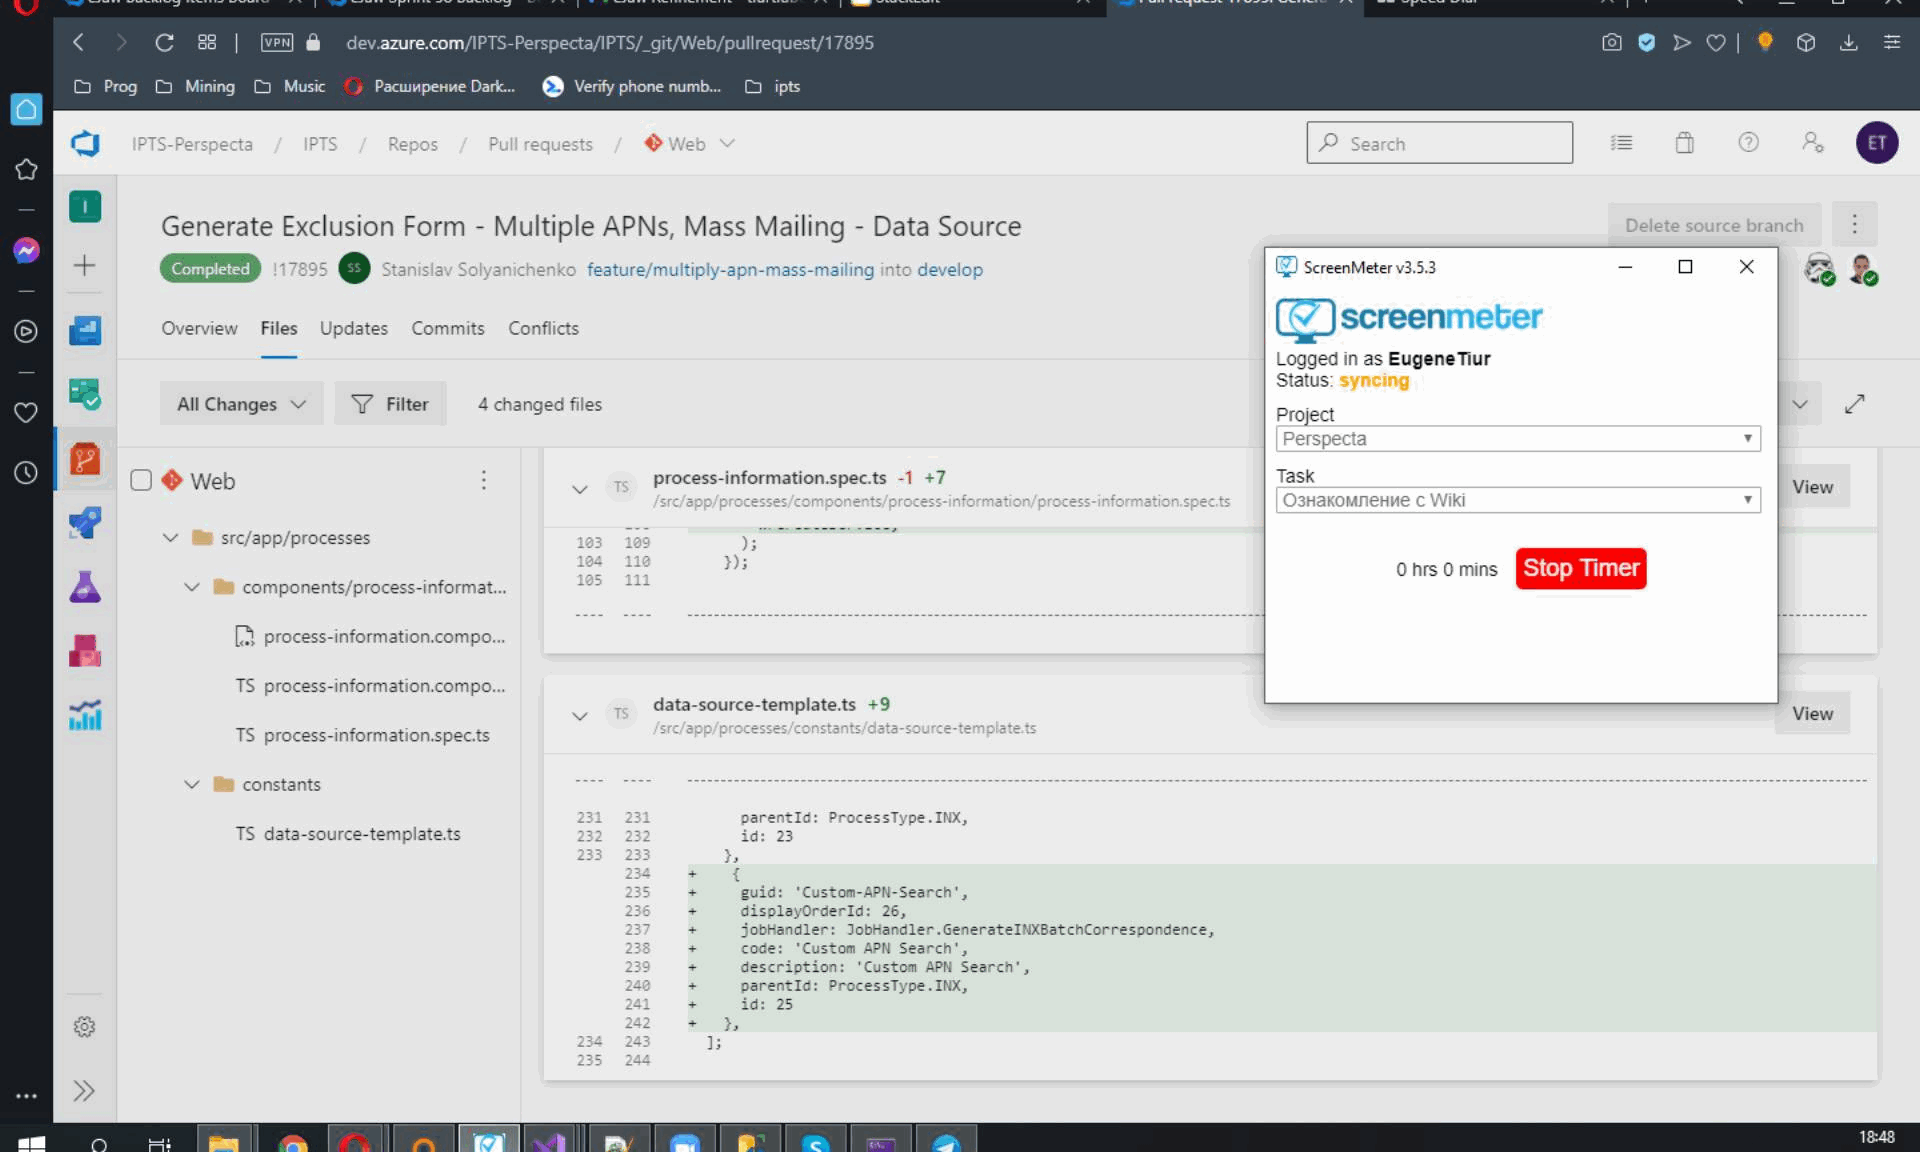 VPN
dev.azure.com/IPTS-Perspecta/IPTS/_git/Web/pullrequest/17895
Prog
Mining
Music
Расширение Dark...
Verify phone numb...
ipts
IPTS-Perspecta / IPTS / Repos / Pull requests / Web
Search
ET
I
Generate Exclusion Form - Multiple APNs, Mass Mailing - Data Source
Delete source branch
Completed !17895 SS Stanislav Solyanichenko feature/multiply-apn-mass-mailing into develop
Overview Files Updates Commits Conflicts
All Changes
Filter
4 changed files
Web
src/app/processes
components/process-informat...
process-information.compo...
TS process-information.compo...
TS process-information.spec.ts
constants
TS data-source-template.ts
TS process-information.spec.ts -1 +7
/src/app/processes/components/process-information/process-information.spec.ts
View
103 109 );
104 110 });
105 111
TS data-source-template.ts +9
/src/app/processes/constants/data-source-template.ts
View
231 231 parentId: ProcessType.INX,
232 232 id: 23
233 233 },
234 + {
235 + guid: 'Custom-APN-Search',
236 + displayOrderId: 26,
237 + jobHandler: JobHandler.GenerateINXBatchCorrespondence,
238 + code: 'Custom APN Search',
239 + description: 'Custom APN Search',
240 + parentId: ProcessType.INX,
241 + id: 25
242 + },
234 243 ];
235 244
ScreenMeter v3.5.3
screenmeter
Logged in as EugeneTiur
Status: syncing
Project
Perspecta
Task
Ознакомление с Wiki
0 hrs 0 mins
Stop Timer
18:48